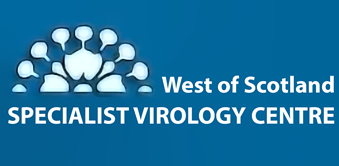 West of Scotland
SPECIALIST VIROLOGY CENTRE